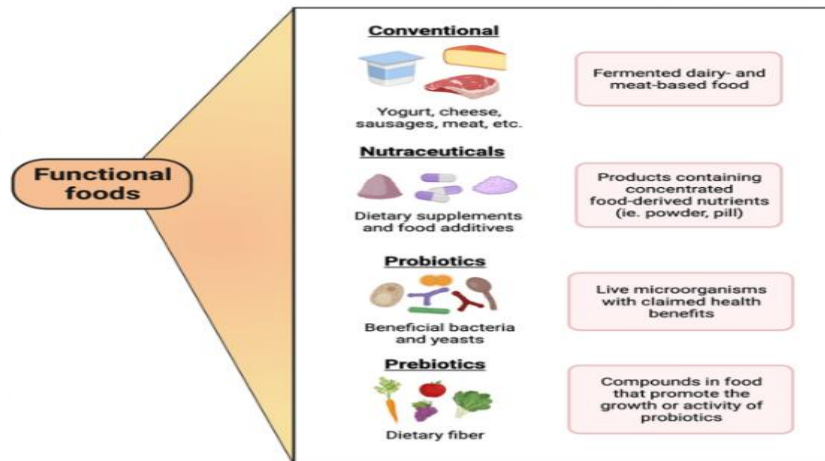 Functional
foods
Conventional
Yogurt, cheese,
sausages, meat, etc.
Fermented dairy- and
meat-based food
Nutraceuticals
Dietary supplements
and food additives
Products containing
concentrated
food-derived nutrients
(ie. powder, pill)
Probiotics
Beneficial bacteria
and yeasts
Live microorganisms
with claimed health
benefits
Prebiotics
Dietary fiber
Compounds in food
that promote the
growth or activity of
probiotics